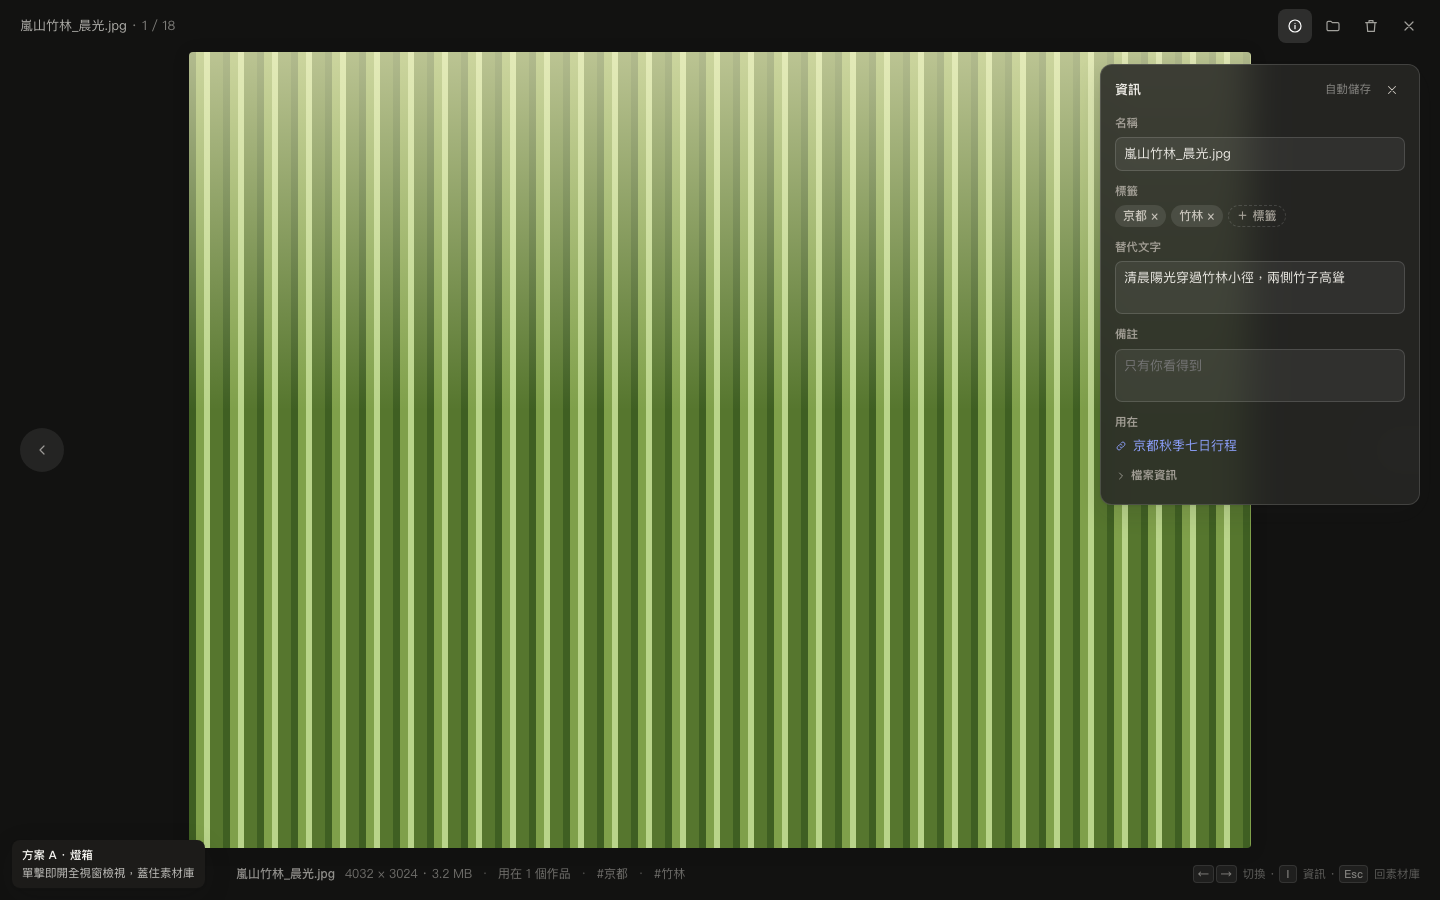 嵐山竹林_晨光.jpg · 1 / 18
資訊
自動儲存
名稱
嵐山竹林_晨光.jpg
標籤
京都 × 竹林 × + 標籤
替代文字
清晨陽光穿過竹林小徑，兩側竹子高聳
備註
只有你看得到
用在
京都秋季七日行程
檔案資訊
方案 A · 燈箱
單擊即開全視窗檢視，蓋住素材庫
嵐山竹林_晨光.jpg 4032 × 3024 · 3.2 MB · 用在 1 個作品 · #京都 · #竹林
← → 切換 · I 資訊 · Esc 回素材庫